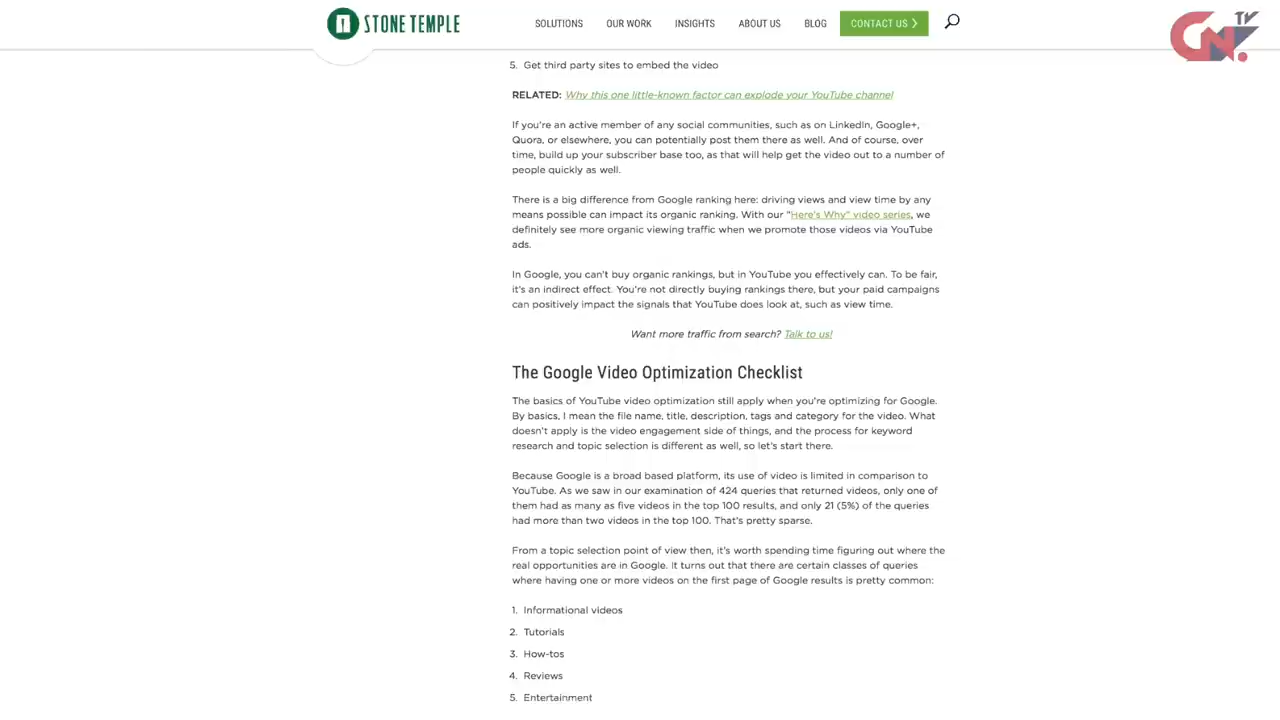 STONE TEMPLE
SOLUTIONS OUR WORK INSIGHTS ABOUT US BLOG CONTACT US
GN TV
5. Get third party sites to embed the video
RELATED: Why this one little-known factor can explode your YouTube channel
If you're an active member of any social communities, such as on LinkedIn, Google+,
Quora, or elsewhere, you can potentially post them there as well. And of course, over
time, build up your subscriber base too, as that will help get the video out to a number of
people quickly as well.
There is a big difference from Google ranking here: driving views and view time by any
means possible can impact its organic ranking. With our "Here's Why" video series, we
definitely see more organic viewing traffic when we promote those videos via YouTube
ads.
In Google, you can't buy organic rankings, but in YouTube you effectively can. To be fair,
it's an indirect effect. You're not directly buying rankings there, but your paid campaigns
can positively impact the signals that YouTube does look at, such as view time.
Want more traffic from search? Talk to us!
The Google Video Optimization Checklist
The basics of YouTube video optimization still apply when you're optimizing for Google.
By basics, I mean the file name, title, description, tags and category for the video. What
doesn't apply is the video engagement side of things, and the process for keyword
research and topic selection is different as well, so let's start there.
Because Google is a broad based platform, its use of video is limited in comparison to
YouTube. As we saw in our examination of 424 queries that returned videos, only one of
them had as many as five videos in the top 100 results, and only 21 (5%) of the queries
had more than two videos in the top 100. That's pretty sparse.
From a topic selection point of view then, it's worth spending time figuring out where the
real opportunities are in Google. It turns out that there are certain classes of queries
where having one or more videos on the first page of Google results is pretty common:
1. Informational videos
2. Tutorials
3. How-tos
4. Reviews
5. Entertainment